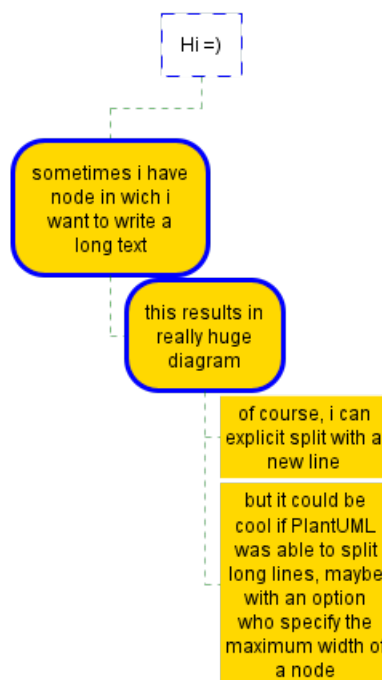 Hi =)
sometimes i have
node in wich i
want to write a
long text
this results in
really huge
diagram
of course, i can
explicit split with a
new line
but it could be
cool if PlantUML
was able to split
long lines, maybe
with an option
who specify the
maximum width of
a node